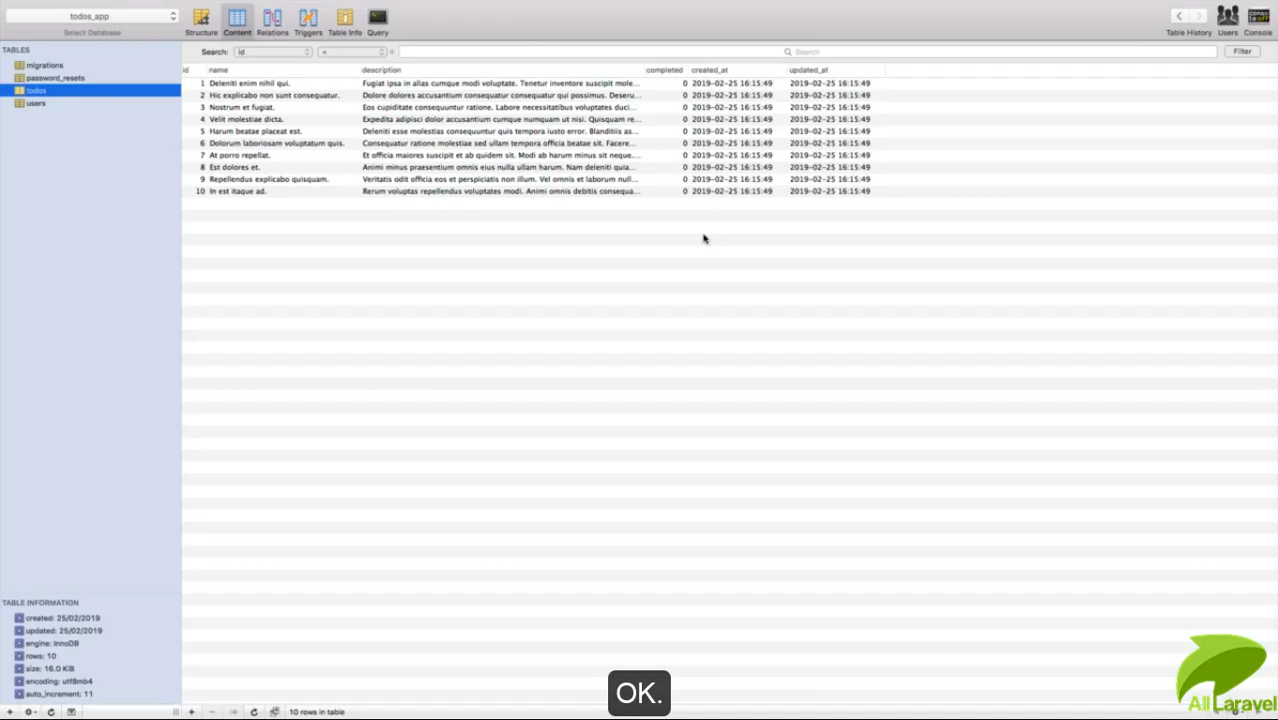 todos_app
Select Database
Structure Content Relations Triggers Table Info Query
Table History Users Console
TABLES
migrations
password_resets
todos
users
Search: id
Search
Filter
id name description completed created_at updated_at
1 Deleniti enim nihil qui. Fugiat ipsa in alias cumque modi voluptate. Tenetur inventore suscipit mole... 0 2019-02-25 16:15:49 2019-02-25 16:15:49
2 Hic explicabo non sunt consequatur. Dolore dolores accusantium consequatur consequatur qui possimus. Deseru... 0 2019-02-25 16:15:49 2019-02-25 16:15:49
3 Nostrum et fugiat. Eos cupiditate consequuntur ratione. Labore necessitatibus voluptates duci... 0 2019-02-25 16:15:49 2019-02-25 16:15:49
4 Velit molestiae dicta. Expedita adipisci dolor accusantium cumque numquam ut nisi. Quisquam re... 0 2019-02-25 16:15:49 2019-02-25 16:15:49
5 Harum beatae placeat est. Deleniti esse molestias consequuntur quis tempora iusto error. Blanditiis as... 0 2019-02-25 16:15:49 2019-02-25 16:15:49
6 Dolorum laboriosam voluptatum quis. Consequatur ratione molestiae sed ullam tempora officia beatae sit. Facere... 0 2019-02-25 16:15:49 2019-02-25 16:15:49
7 At porro repellat. Et officia maiores suscipit et ab quidem sit. Modi ab harum minus sit neque.... 0 2019-02-25 16:15:49 2019-02-25 16:15:49
8 Est dolores et. Animi minus praesentium omnis eius nulla ullam harum. Nam deleniti quia... 0 2019-02-25 16:15:49 2019-02-25 16:15:49
9 Repellendus explicabo quisquam. Veritatis odit officia eos et perspiciatis non illum. Vel omnis et laborum null... 0 2019-02-25 16:15:49 2019-02-25 16:15:49
10 In est itaque ad. Rerum voluptas repellendus voluptates modi. Animi omnis debitis consequa... 0 2019-02-25 16:15:49 2019-02-25 16:15:49
TABLE INFORMATION
created: 25/02/2019
updated: 25/02/2019
engine: InnoDB
rows: 10
size: 16.0 KiB
encoding: utf8mb4
auto_increment: 11
10 rows in table
OK.
All Laravel